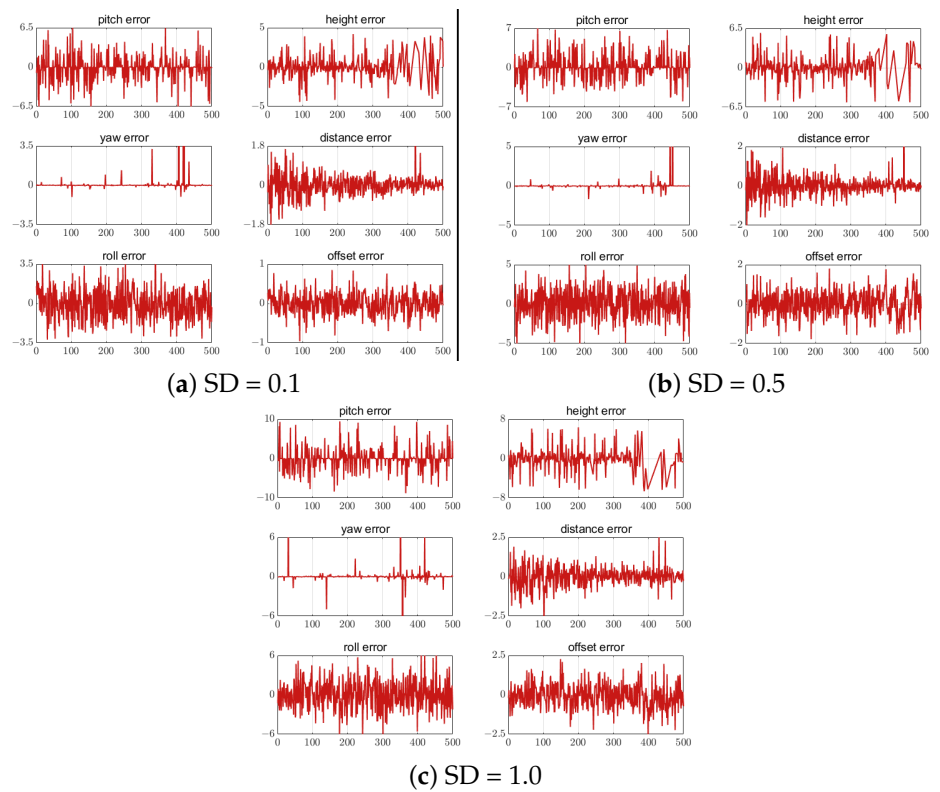 pitch error
6.5
0
−6.5
0 100 200 300 400 500
height error
5
0
−5
0 100 200 300 400 500
yaw error
3.5
0
−3.5
0 100 200 300 400 500
distance error
1.8
0
−1.8
0 100 200 300 400 500
roll error
3.5
0
−3.5
0 100 200 300 400 500
offset error
1
0
−1
0 100 200 300 400 500
(a) SD = 0.1
pitch error
7
0
−7
0 100 200 300 400 500
height error
6.5
0
−6.5
0 100 200 300 400 500
yaw error
5
0
−5
0 100 200 300 400 500
distance error
2
0
−2
0 100 200 300 400 500
roll error
5
0
−5
0 100 200 300 400 500
offset error
2
0
−2
0 100 200 300 400 500
(b) SD = 0.5
pitch error
10
0
−10
0 100 200 300 400 500
height error
8
0
−8
0 100 200 300 400 500
yaw error
6
0
−6
0 100 200 300 400 500
distance error
2.5
0
−2.5
0 100 200 300 400 500
roll error
6
0
−6
0 100 200 300 400 500
offset error
2.5
0
−2.5
0 100 200 300 400 500
(c) SD = 1.0